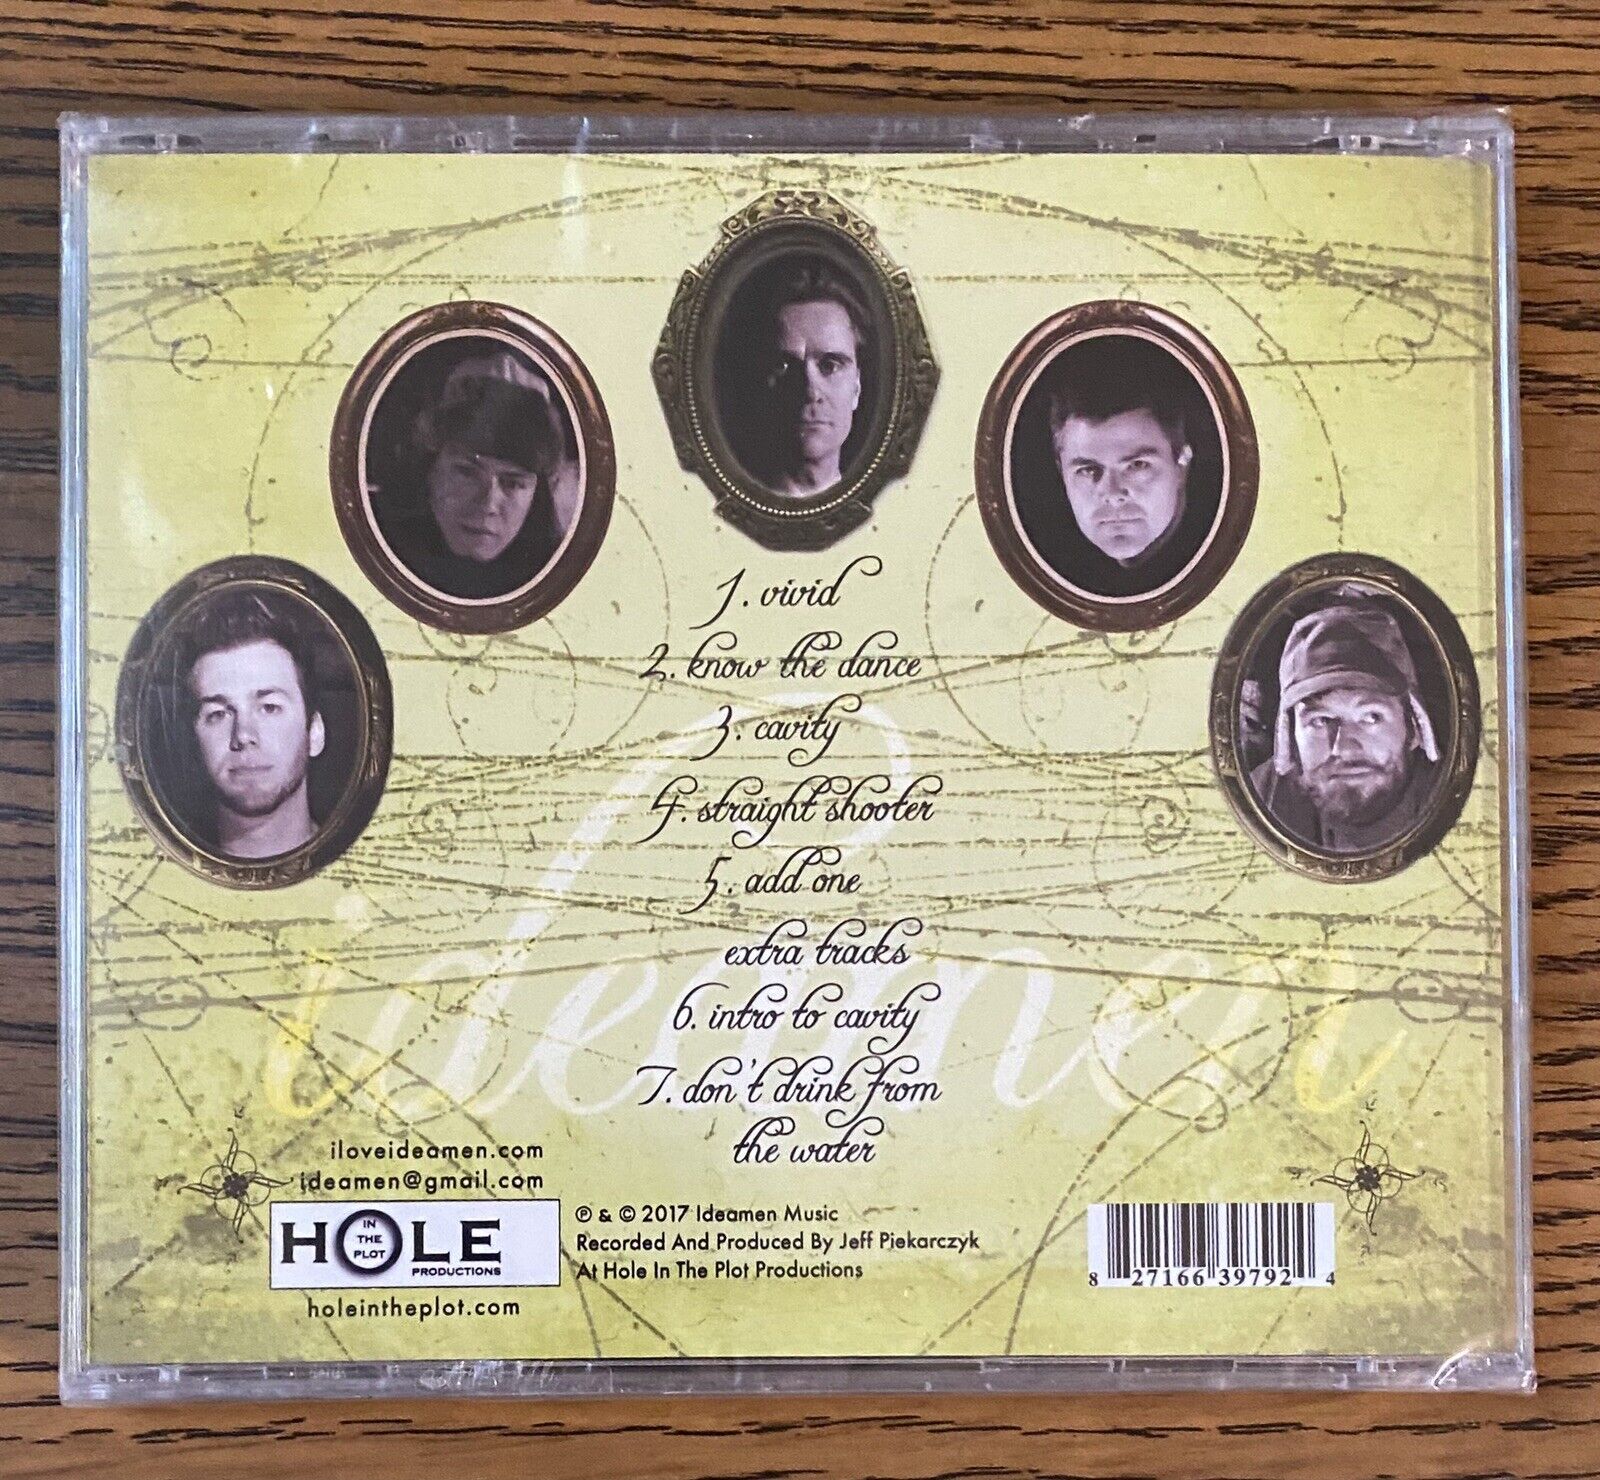 1. vivid
2. know the dance
3. cavity
4. straight shooter
5. add one
extra tracks
6. intro to cavity
7. don't drink from
the water
ideamen
iloveideamen.com
ideamen@gmail.com
HOLE
IN
THE
PLOT
PRODUCTIONS
holeintheplot.com
℗ & © 2017 Ideamen Music
Recorded And Produced By Jeff Piekarczyk
At Hole In The Plot Productions
8 27166 39792 4